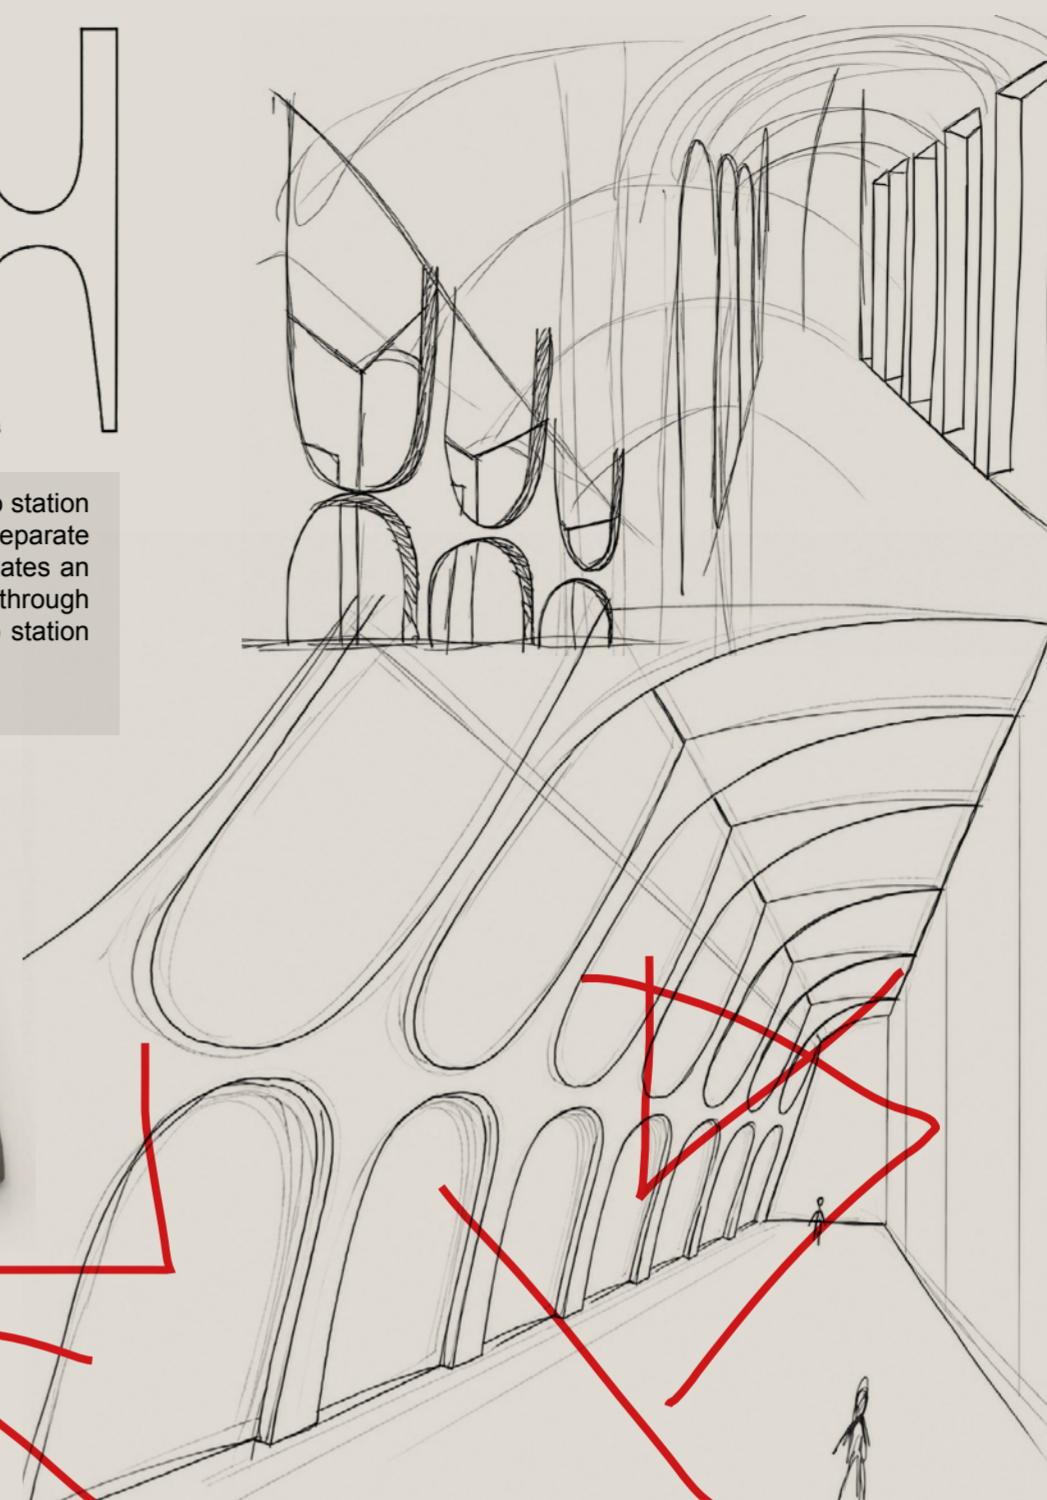 o station
eparate
ates an
through
station